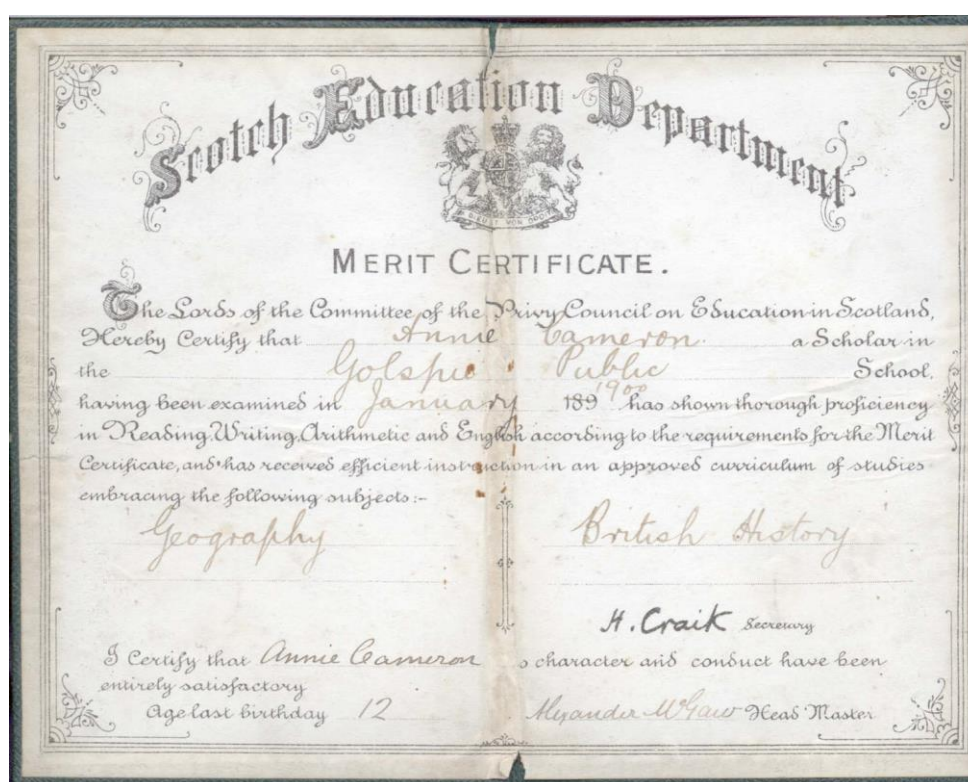 Scotch Education Department
DIEU ET MON DROIT
MERIT CERTIFICATE.
The Lords of the Committee of the Privy Council on Education in Scotland,
Hereby Certify that Annie Cameron a Scholar in
the Golspie Public School,
having been examined in January 189 1900 has shown thorough proficiency
in Reading, Writing, Arithmetic and English according to the requirements for the Merit
Certificate, and has received efficient instruction in an approved curriculum of studies
embracing the following subjects:-
Geography British History
H. Craik Secretary
I Certify that Annie Cameron s character and conduct have been
entirely satisfactory
Age last birthday 12 Alexander McGaw Head Master